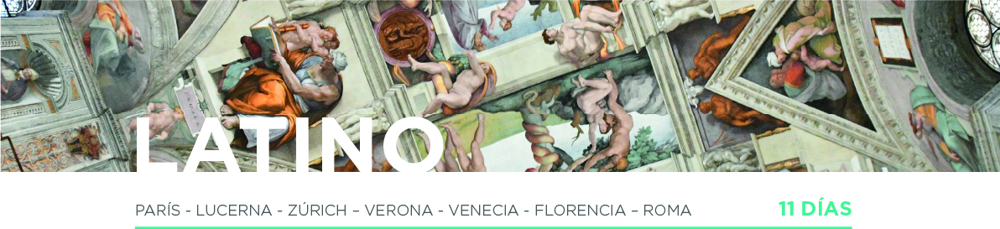 LATINO
PARÍS - LUCERNA - ZÚRICH – VERONA - VENECIA - FLORENCIA – ROMA
11 DÍAS